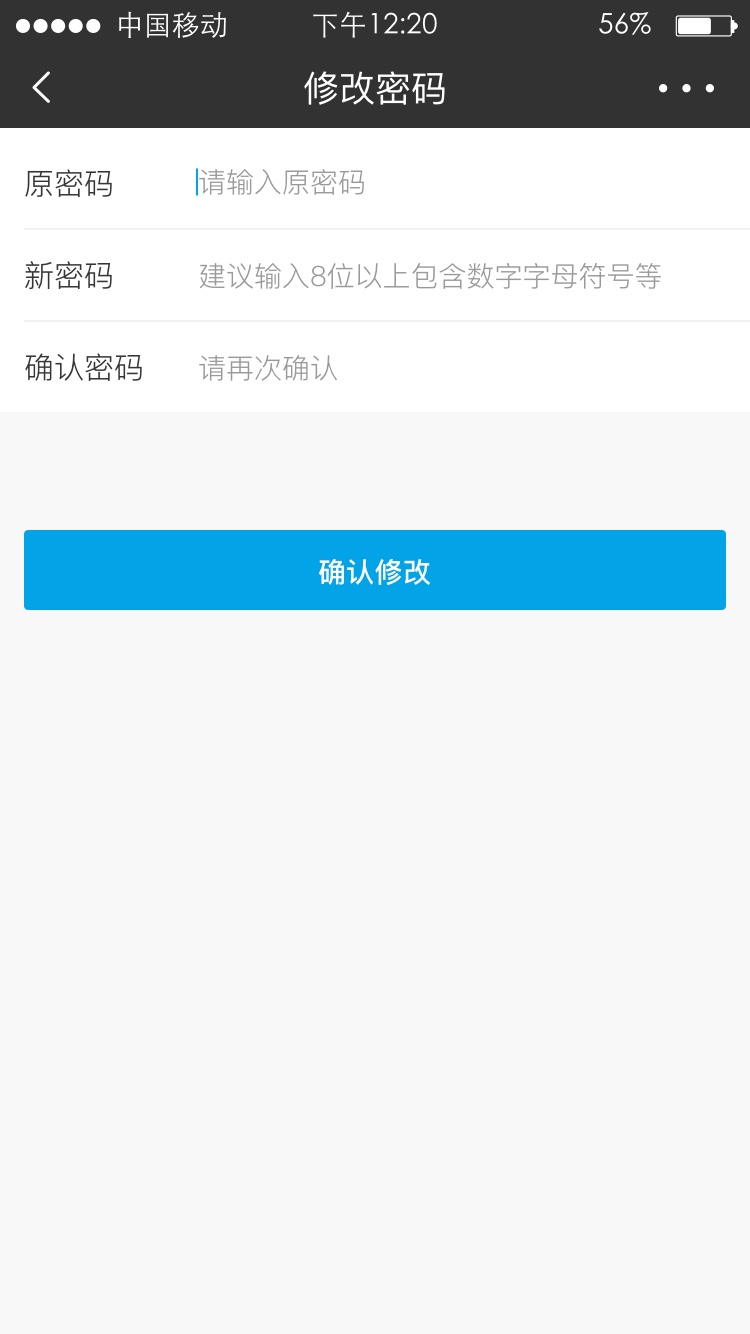 中国移动 下午12:20 56%
修改密码
原密码 请输入原密码
新密码 建议输入8位以上包含数字字母符号等
确认密码 请再次确认
确认修改